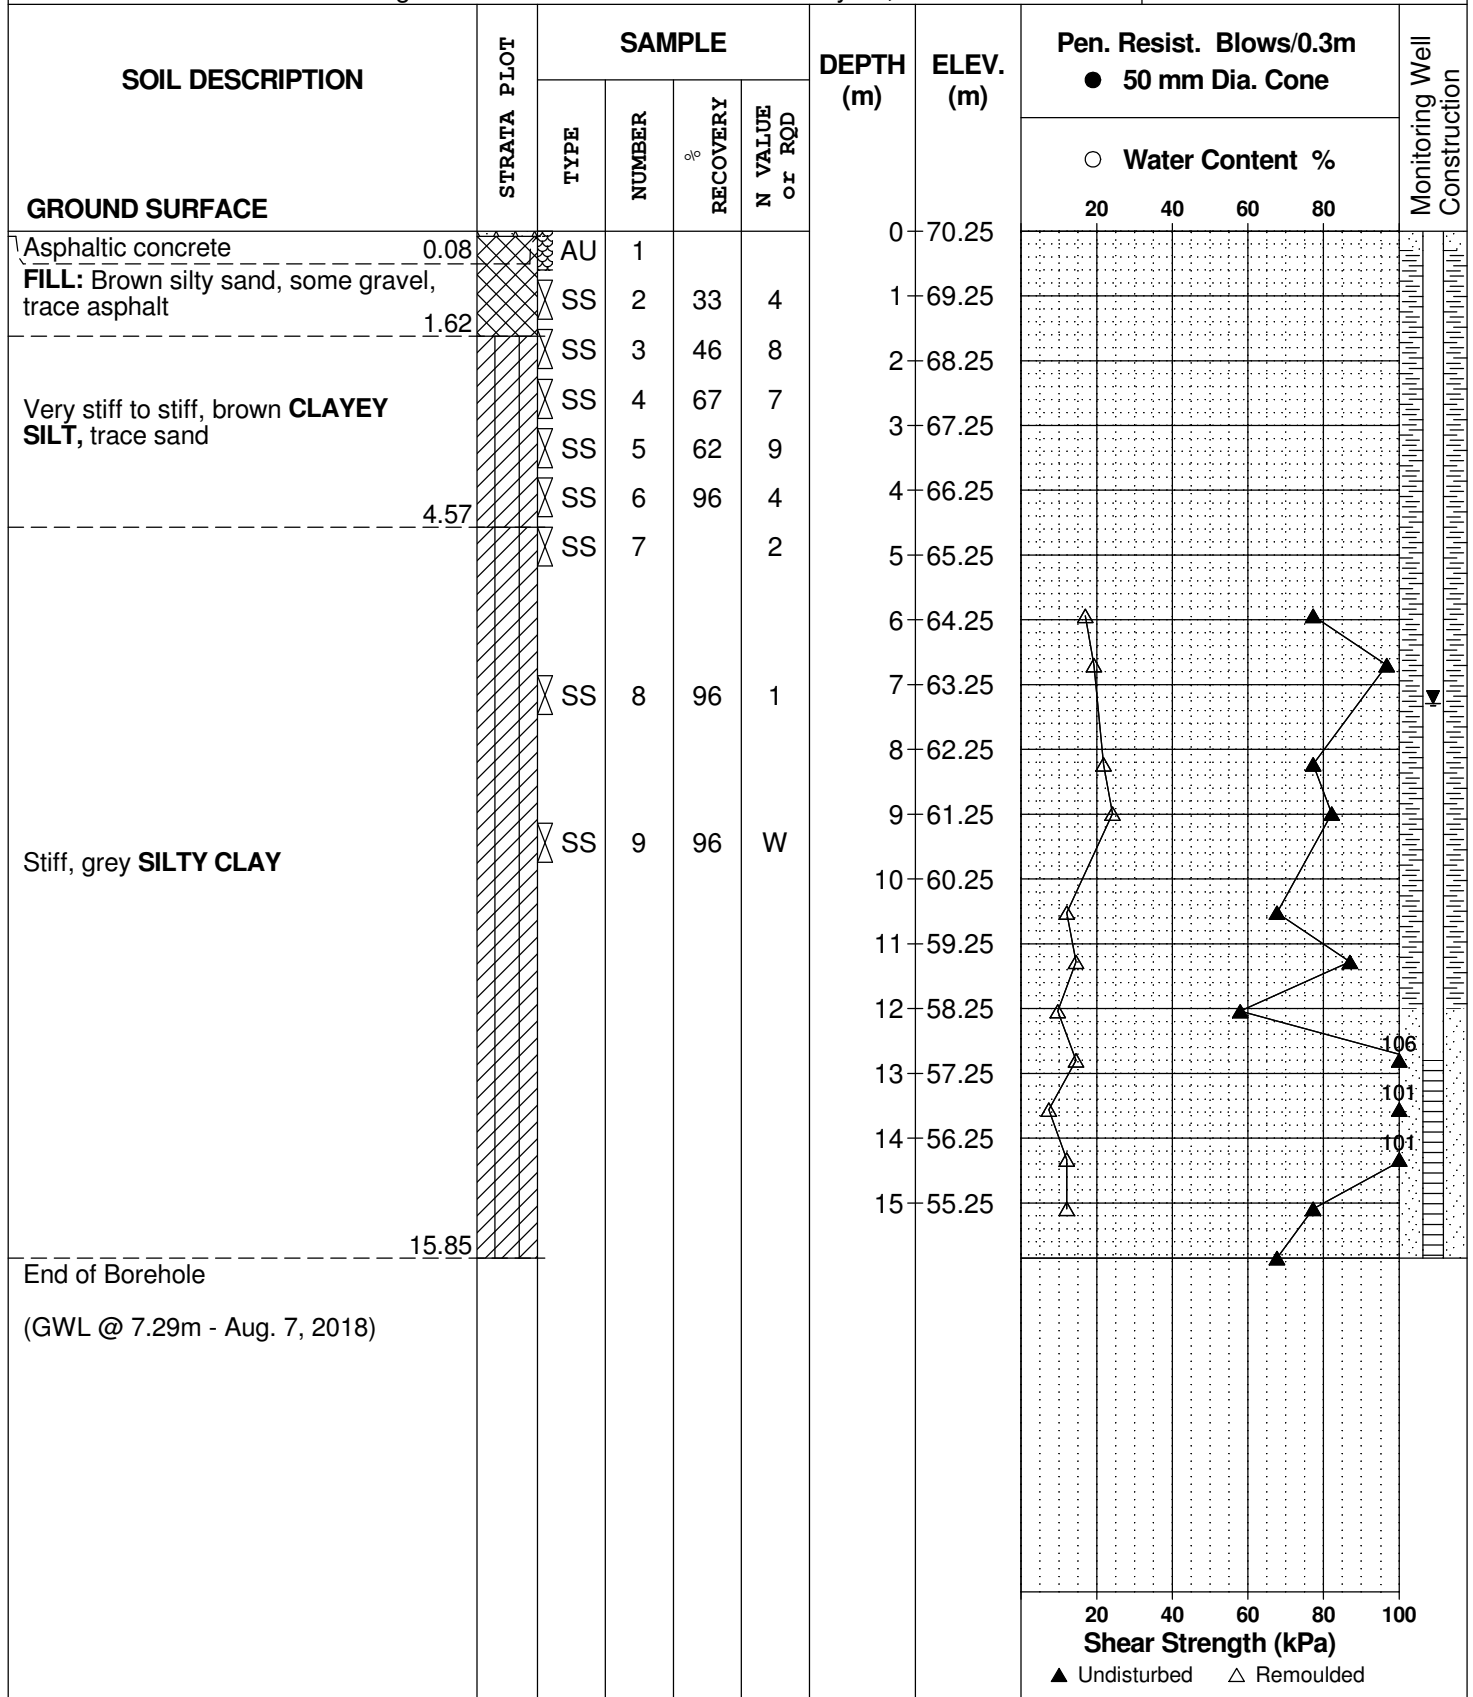 SOIL DESCRIPTION
GROUND SURFACE
STRATA PLOT
SAMPLE
TYPE
NUMBER
% RECOVERY
N VALUE or RQD
DEPTH (m)
ELEV. (m)
Pen. Resist. Blows/0.3m
● 50 mm Dia. Cone
○ Water Content %
20 40 60 80
Monitoring Well
Construction
Asphaltic concrete 0.08
FILL: Brown silty sand, some gravel,
trace asphalt
1.62
Very stiff to stiff, brown CLAYEY
SILT, trace sand
4.57
Stiff, grey SILTY CLAY
15.85
End of Borehole
(GWL @ 7.29m - Aug. 7, 2018)
AU 1
SS 2 33 4
SS 3 46 8
SS 4 67 7
SS 5 62 9
SS 6 96 4
SS 7 2
SS 8 96 1
SS 9 96 W
0 70.25
1 69.25
2 68.25
3 67.25
4 66.25
5 65.25
6 64.25
7 63.25
8 62.25
9 61.25
10 60.25
11 59.25
12 58.25
13 57.25
14 56.25
15 55.25
106
101
101
20 40 60 80 100
Shear Strength (kPa)
▲ Undisturbed △ Remoulded